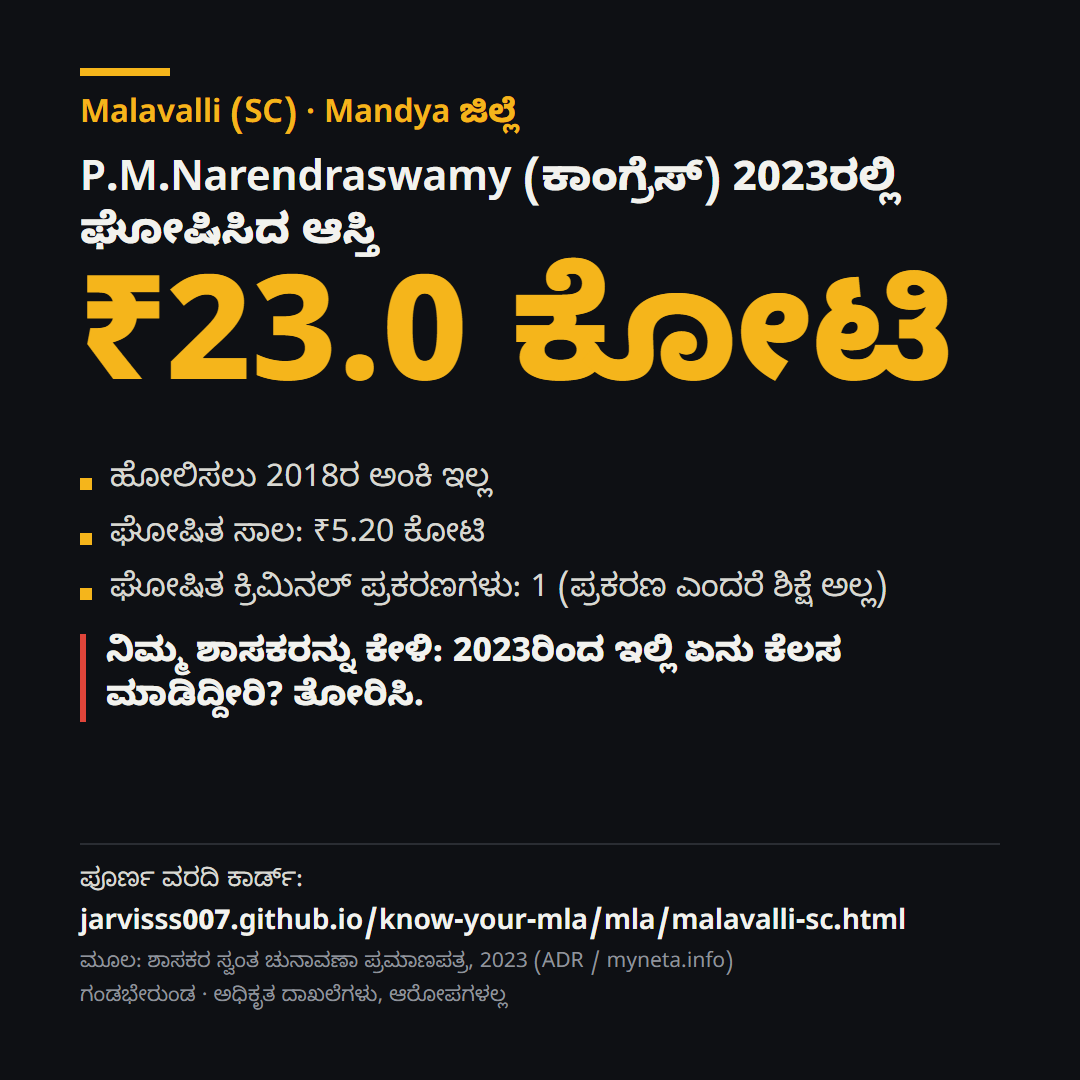 Malavalli (SC) · Mandya ಜಿಲ್ಲೆ
P.M.Narendraswamy (ಕಾಂಗ್ರೆಸ್) 2023ರಲ್ಲಿ
ಘೋಷಿಸಿದ ಆಸ್ತಿ
₹23.0 ಕೋಟಿ
ಹೋಲಿಸಲು 2018ರ ಅಂಕಿ ಇಲ್ಲ
ಘೋಷಿತ ಸಾಲ: ₹5.20 ಕೋಟಿ
ಘೋಷಿತ ಕ್ರಿಮಿನಲ್ ಪ್ರಕರಣಗಳು: 1 (ಪ್ರಕರಣ ಎಂದರೆ ಶಿಕ್ಷೆ ಅಲ್ಲ)
ನಿಮ್ಮ ಶಾಸಕರನ್ನು ಕೇಳಿ: 2023ರಿಂದ ಇಲ್ಲಿ ಏನು ಕೆಲಸ
ಮಾಡಿದ್ದೀರಿ? ತೋರಿಸಿ.
ಪೂರ್ಣ ವರದಿ ಕಾರ್ಡ್:
jarvisss007.github.io/know-your-mla/mla/malavalli-sc.html
ಮೂಲ: ಶಾಸಕರ ಸ್ವಂತ ಚುನಾವಣಾ ಪ್ರಮಾಣಪತ್ರ, 2023 (ADR / myneta.info)
ಗಂಡಭೇರುಂಡ · ಅಧಿಕೃತ ದಾಖಲೆಗಳು, ಆರೋಪಗಳಲ್ಲ